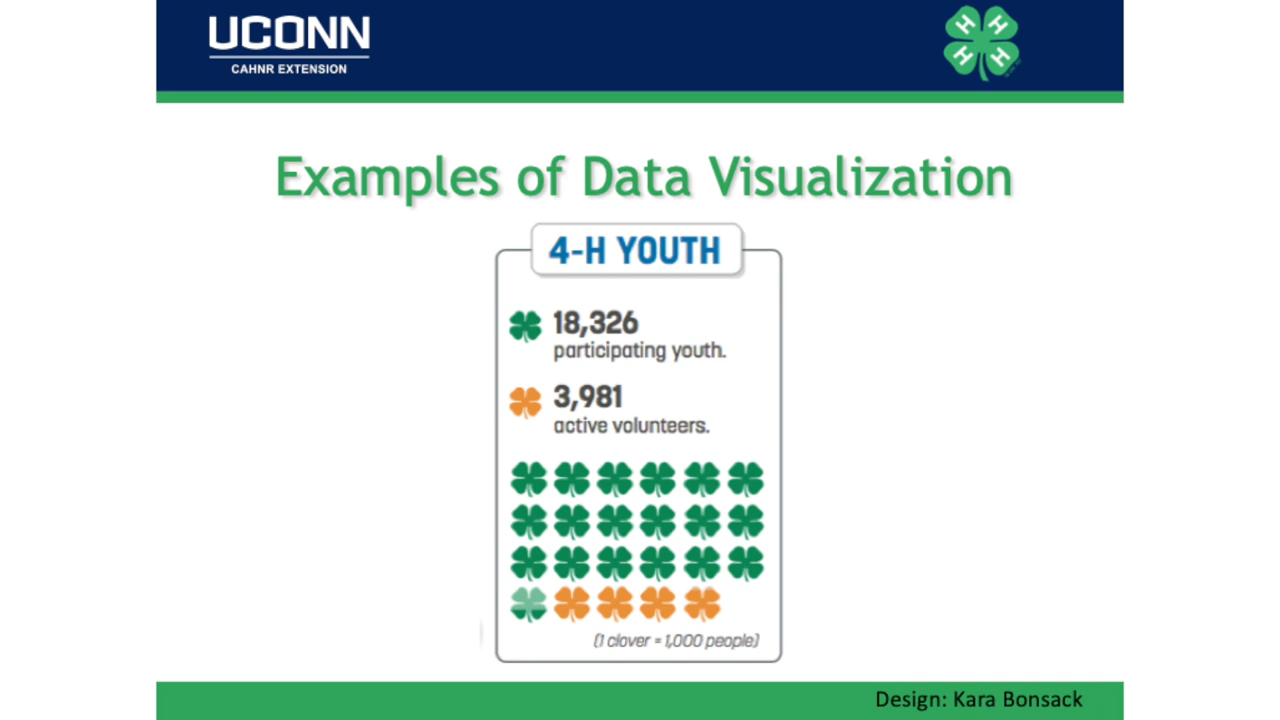 UCONN
CAHNR EXTENSION
H H
H H
Examples of Data Visualization
4-H YOUTH
18,326
participating youth.
3,981
active volunteers.
(1 clover = 1,000 people)
Design: Kara Bonsack